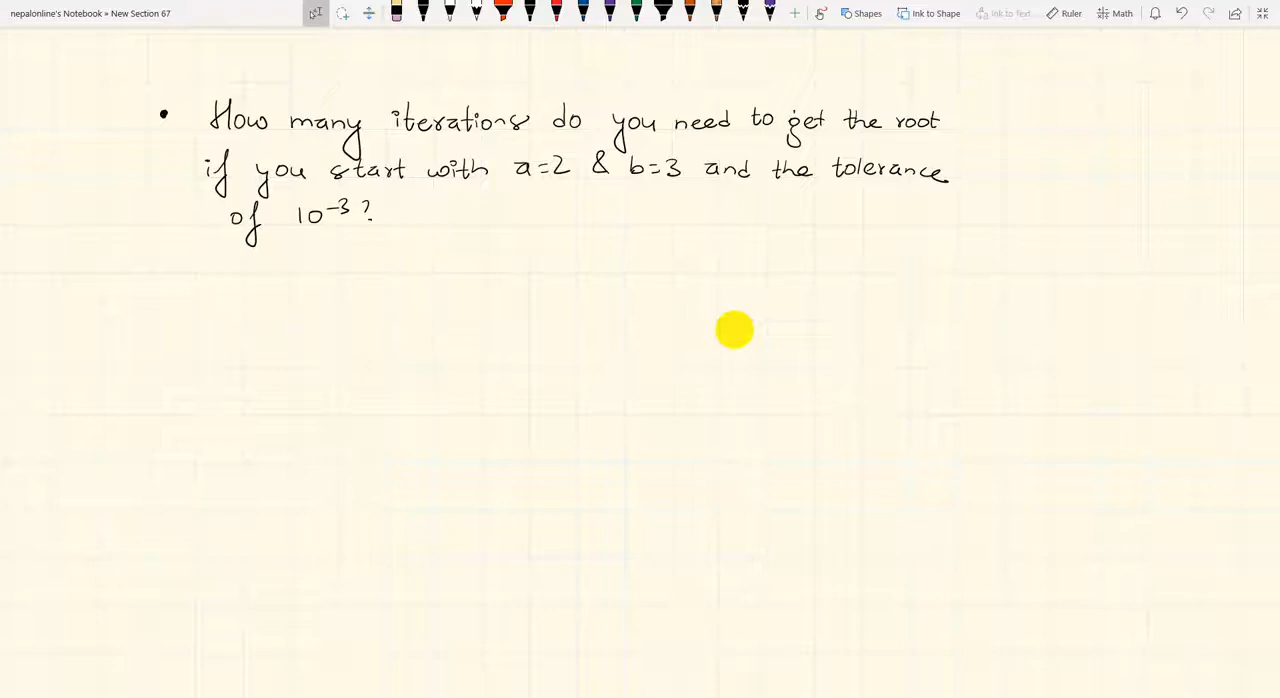 nepalonline's Notebook » New Section 67
Shapes Ink to Shape Ink to Text Ruler Math
• How many iterations do you need to get the root
if you start with a=2 & b=3 and the tolerance
of 10⁻³?